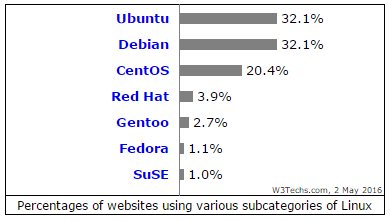 Ubuntu 32.1%
Debian 32.1%
CentOS 20.4%
Red Hat 3.9%
Gentoo 2.7%
Fedora 1.1%
SuSE 1.0%
W3Techs.com, 2 May 2016
Percentages of websites using various subcategories of Linux